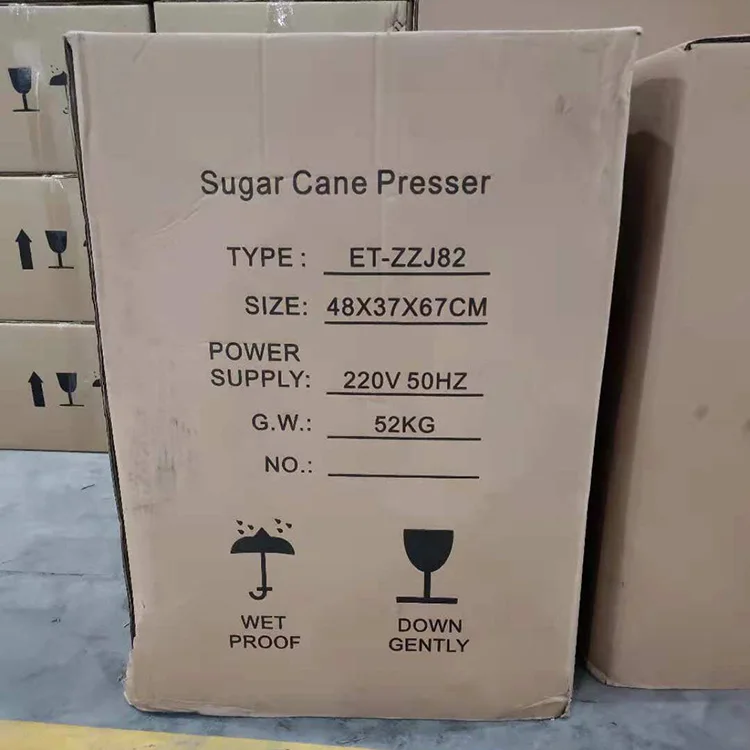 Sugar Cane Presser
TYPE: ET-ZZJ82
SIZE: 48X37X67CM
POWER
SUPPLY: 220V 50HZ
G.W.: 52KG
NO.:
WET
PROOF
DOWN
GENTLY